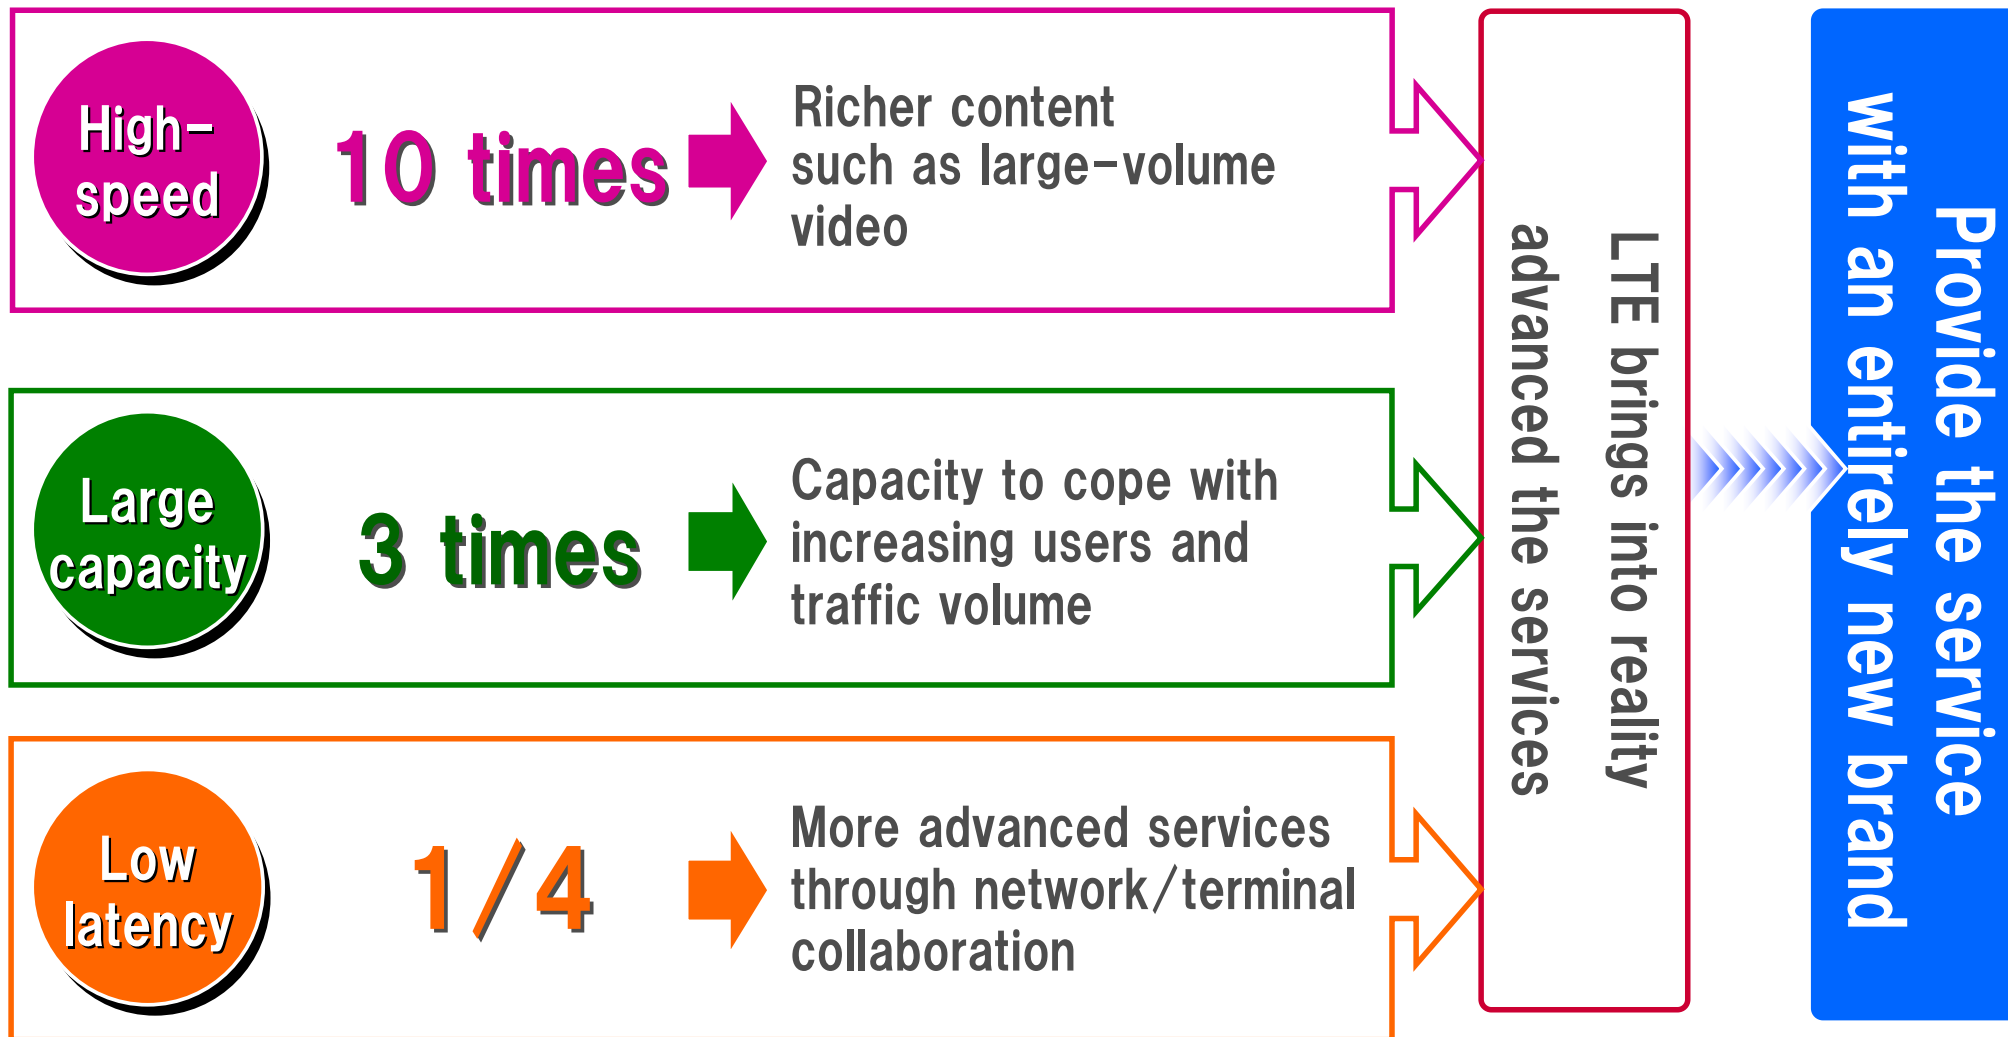 High-
speed
10 times
Richer content
such as large-volume
video
Large
capacity
3 times
Capacity to cope with
increasing users and
traffic volume
Low
latency
1/4
More advanced services
through network/terminal
collaboration
LTE brings into reality
advanced the services
Provide the service
with an entirely new brand